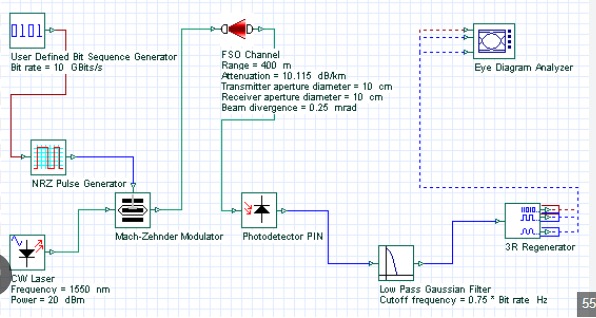 0101
User Defined Bit Sequence Generator
Bit rate = 10 GBits/s
FSO Channel
Range = 400 m
Attenuation = 10.115 dB/km
Transmitter aperture diameter = 10 cm
Receiver aperture diameter = 10 cm
Beam divergence = 0.25 mrad
Eye Diagram Analyzer
NRZ Pulse Generator
Mach-Zehnder Modulator
Photodetector PIN
3R Regenerator
CW Laser
Frequency = 1550 nm
Power = 20 dBm
Low Pass Gaussian Filter
Cutoff frequency = 0.75 * Bit rate Hz
55